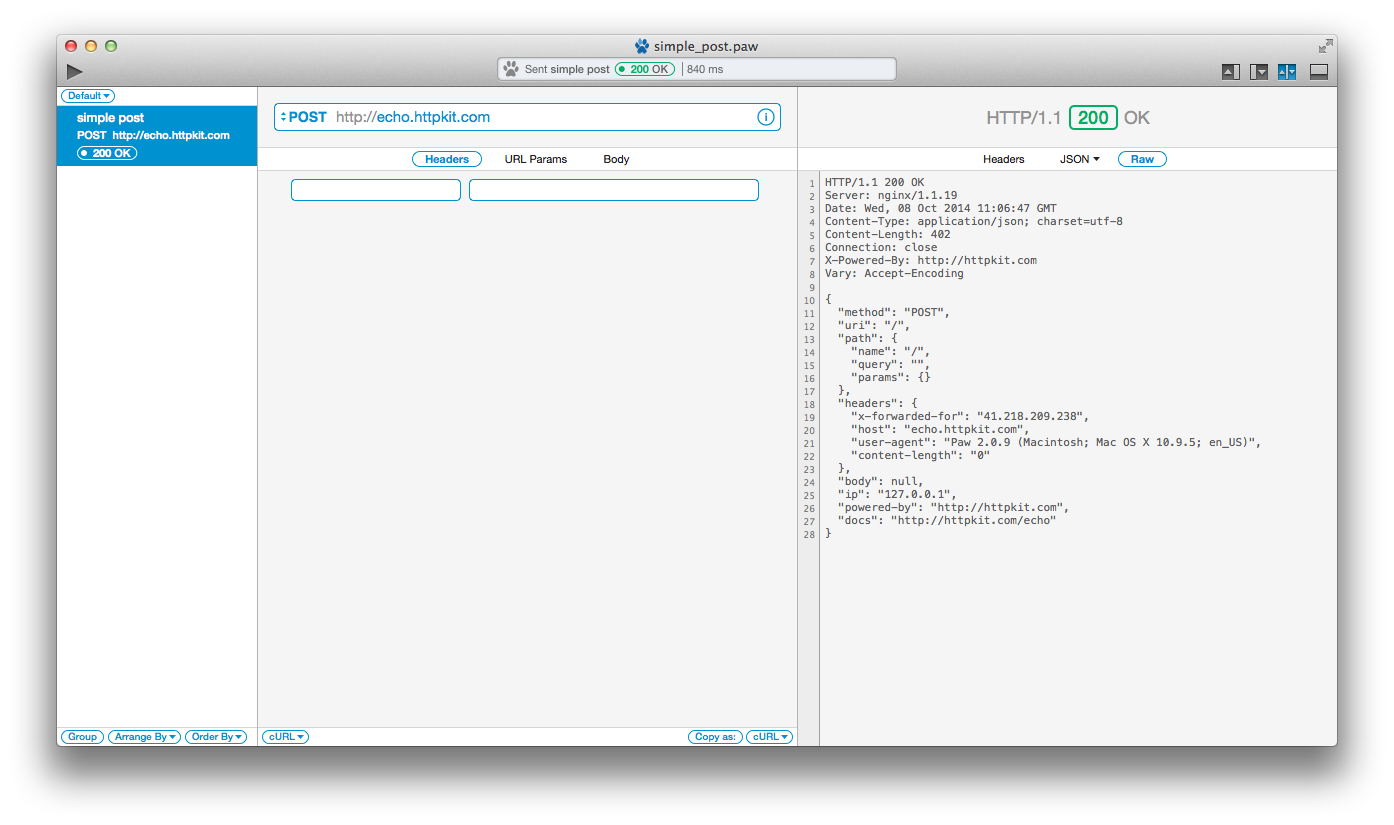 simple_post.paw
Sent simple post 200 OK 840 ms
Default
simple post
POST http://echo.httpkit.com
200 OK
POST http://echo.httpkit.com
Headers URL Params Body
HTTP/1.1 200 OK
Headers JSON Raw
1 HTTP/1.1 200 OK
2 Server: nginx/1.1.19
3 Date: Wed, 08 Oct 2014 11:06:47 GMT
4 Content-Type: application/json; charset=utf-8
5 Content-Length: 402
6 Connection: close
7 X-Powered-By: http://httpkit.com
8 Vary: Accept-Encoding
9
10 {
11   "method": "POST",
12   "uri": "/",
13   "path": {
14     "name": "/",
15     "query": "",
16     "params": {}
17   },
18   "headers": {
19     "x-forwarded-for": "41.218.209.238",
20     "host": "echo.httpkit.com",
21     "user-agent": "Paw 2.0.9 (Macintosh; Mac OS X 10.9.5; en_US)",
22     "content-length": "0"
23   },
24   "body": null,
25   "ip": "127.0.0.1",
26   "powered-by": "http://httpkit.com",
27   "docs": "http://httpkit.com/echo"
28 }
Group Arrange By Order By
cURL Copy as: cURL